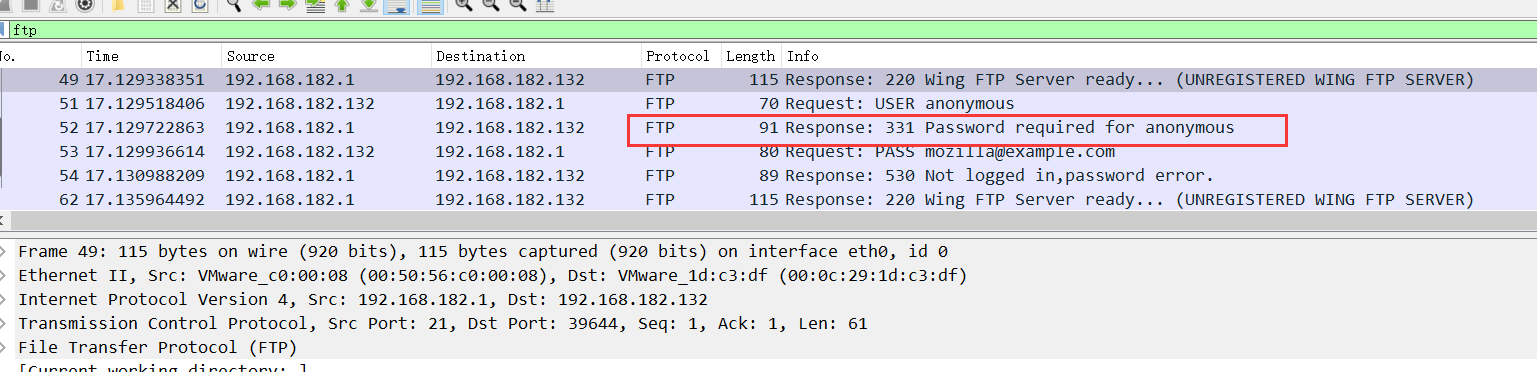 ftp
No. Time Source Destination Protocol Length Info
49 17.129338351 192.168.182.1 192.168.182.132 FTP 115 Response: 220 Wing FTP Server ready... (UNREGISTERED WING FTP SERVER)
51 17.129518406 192.168.182.132 192.168.182.1 FTP 70 Request: USER anonymous
52 17.129722863 192.168.182.1 192.168.182.132 FTP 91 Response: 331 Password required for anonymous
53 17.129936614 192.168.182.132 192.168.182.1 FTP 80 Request: PASS mozilla@example.com
54 17.130988209 192.168.182.1 192.168.182.132 FTP 89 Response: 530 Not logged in,password error.
62 17.135964492 192.168.182.1 192.168.182.132 FTP 115 Response: 220 Wing FTP Server ready... (UNREGISTERED WING FTP SERVER)
Frame 49: 115 bytes on wire (920 bits), 115 bytes captured (920 bits) on interface eth0, id 0
Ethernet II, Src: VMware_c0:00:08 (00:50:56:c0:00:08), Dst: VMware_1d:c3:df (00:0c:29:1d:c3:df)
Internet Protocol Version 4, Src: 192.168.182.1, Dst: 192.168.182.132
Transmission Control Protocol, Src Port: 21, Dst Port: 39644, Seq: 1, Ack: 1, Len: 61
File Transfer Protocol (FTP)
[Current working directory: ]